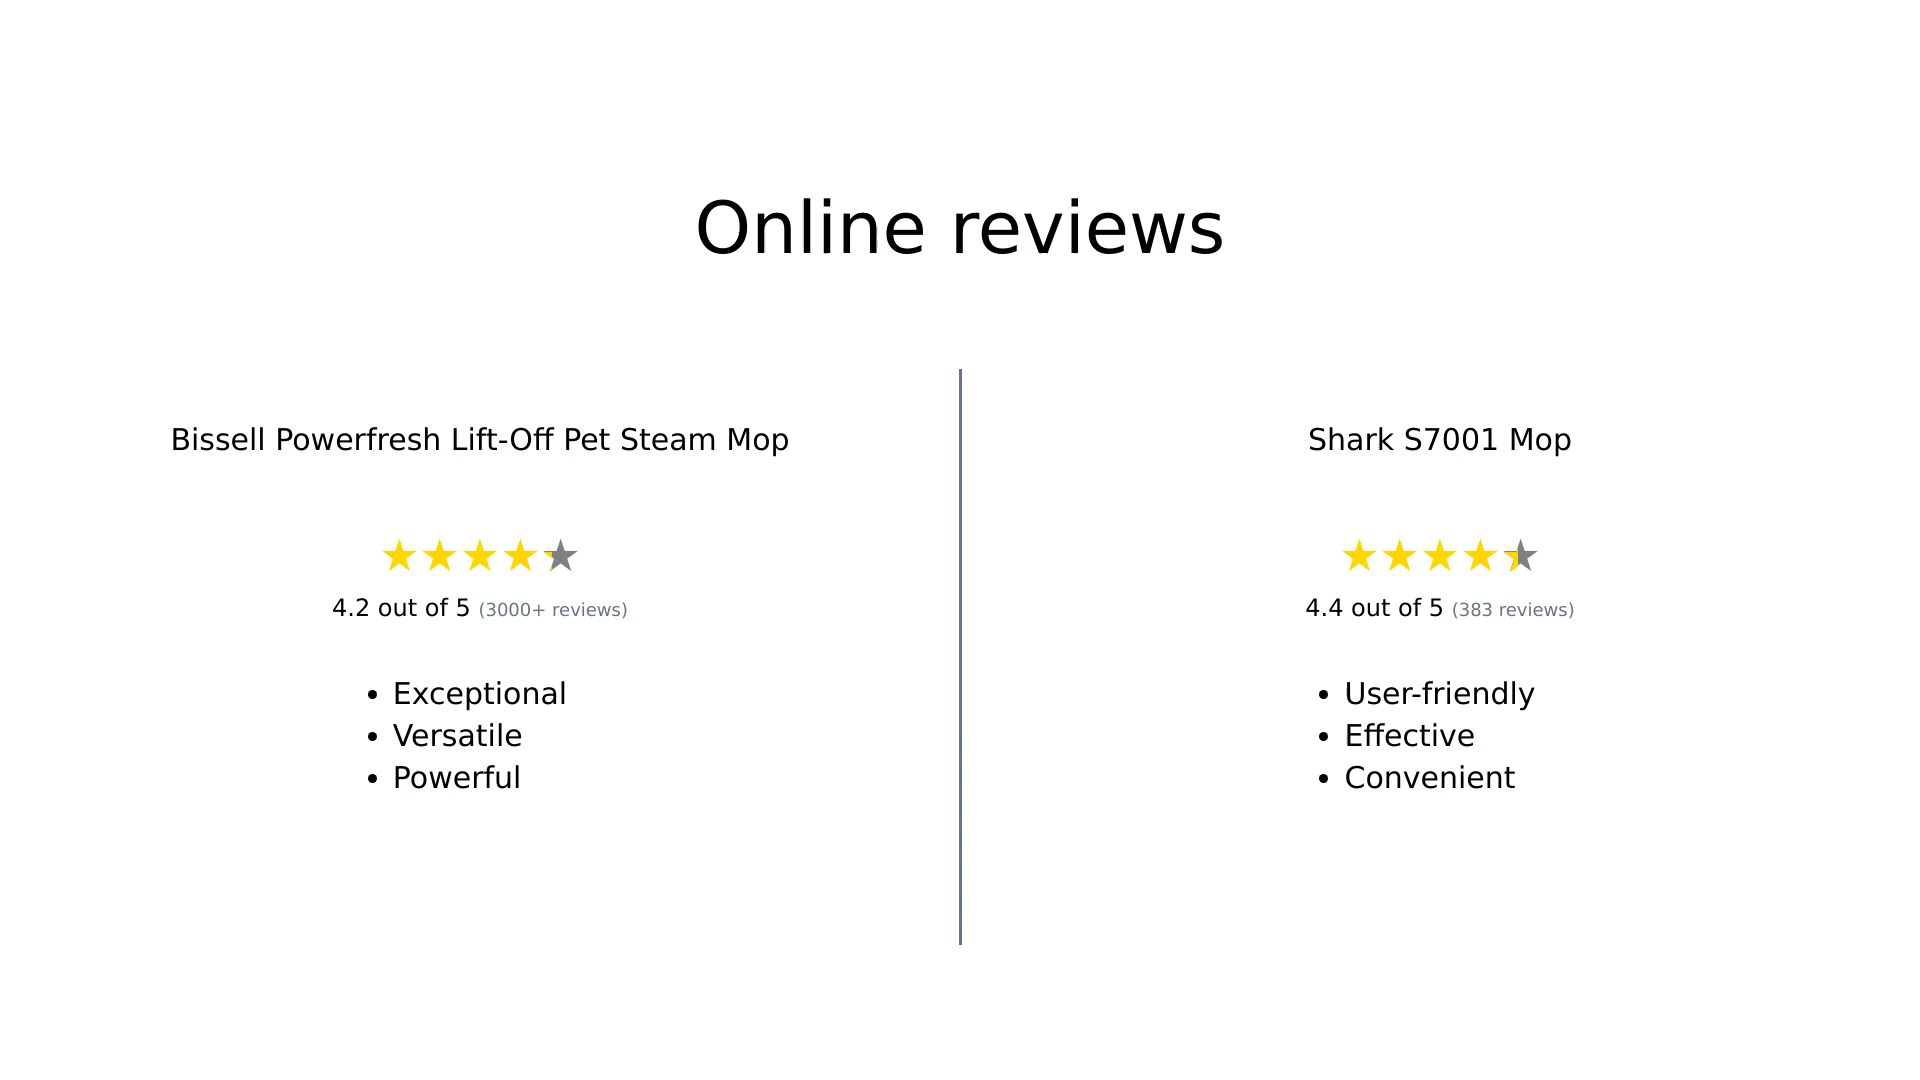 Online reviews
Bissell Powerfresh Lift-Off Pet Steam Mop
4.2 out of 5 (3000+ reviews)
• Exceptional
• Versatile
• Powerful
Shark S7001 Mop
4.4 out of 5 (383 reviews)
• User-friendly
• Effective
• Convenient